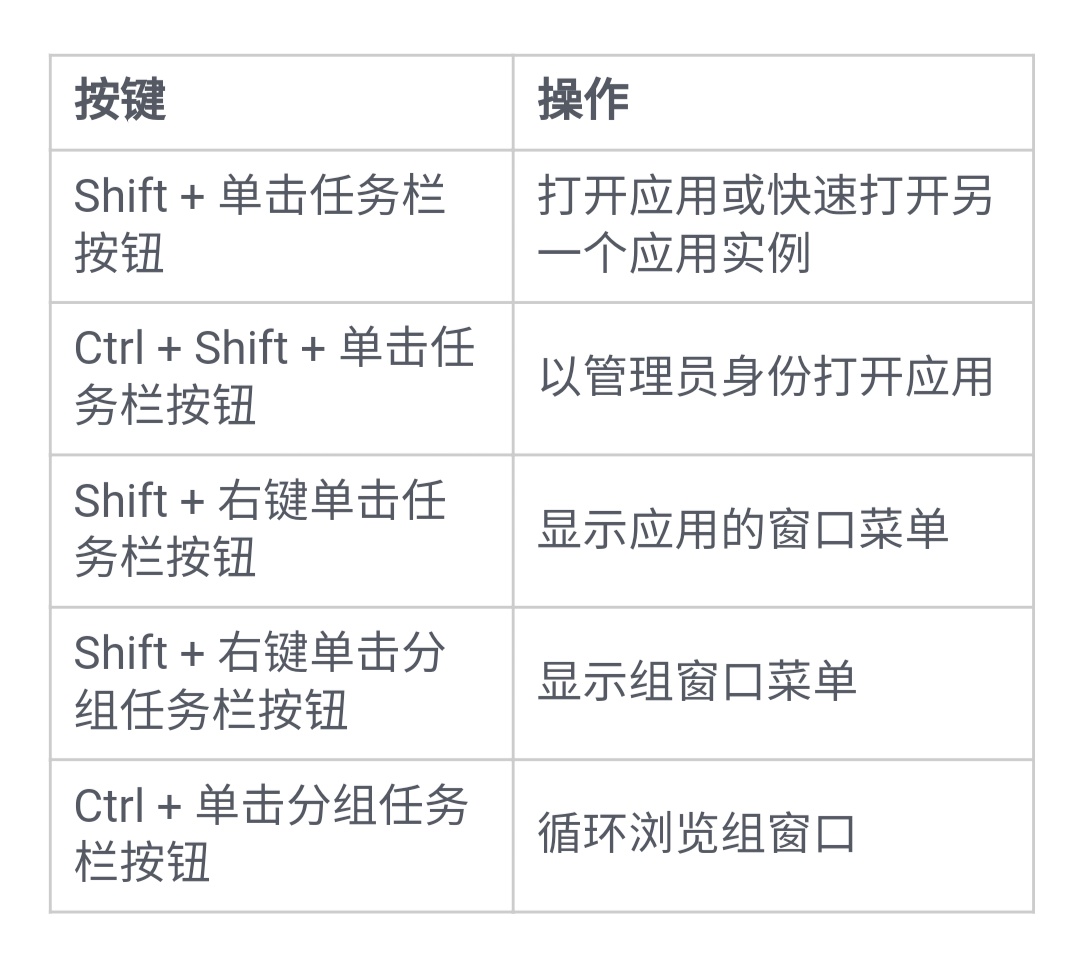 按键
操作
Shift + 单击任务栏
按钮
打开应用或快速打开另
一个应用实例
Ctrl + Shift + 单击任
务栏按钮
以管理员身份打开应用
Shift + 右键单击任
务栏按钮
显示应用的窗口菜单
Shift + 右键单击分
组任务栏按钮
显示组窗口菜单
Ctrl + 单击分组任务
栏按钮
循环浏览组窗口